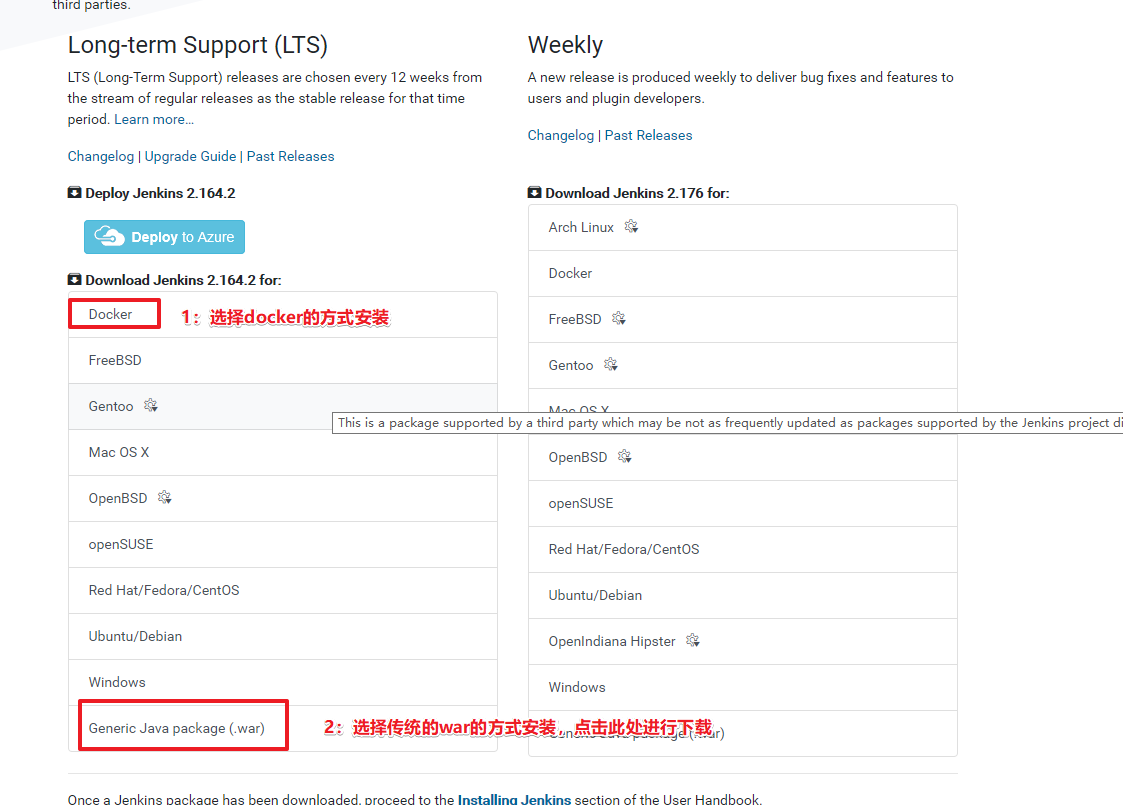 third parties.
Long-term Support (LTS)
LTS (Long-Term Support) releases are chosen every 12 weeks from
the stream of regular releases as the stable release for that time
period. Learn more...
Changelog | Upgrade Guide | Past Releases
Deploy Jenkins 2.164.2
Deploy to Azure
Download Jenkins 2.164.2 for:
Docker
1：选择docker的方式安装
FreeBSD
Gentoo
Mac OS X
OpenBSD
openSUSE
Red Hat/Fedora/CentOS
Ubuntu/Debian
Windows
Generic Java package (.war)
2：选择传统的war的方式安装，点击此处进行下载
Weekly
A new release is produced weekly to deliver bug fixes and features to
users and plugin developers.
Changelog | Past Releases
Download Jenkins 2.176 for:
Arch Linux
Docker
FreeBSD
Gentoo
Mac OS X
This is a package supported by a third party which may be not as frequently updated as packages supported by the Jenkins project di
OpenBSD
openSUSE
Red Hat/Fedora/CentOS
Ubuntu/Debian
OpenIndiana Hipster
Windows
Generic Java package (.war)
Once a Jenkins package has been downloaded, proceed to the Installing Jenkins section of the User Handbook.